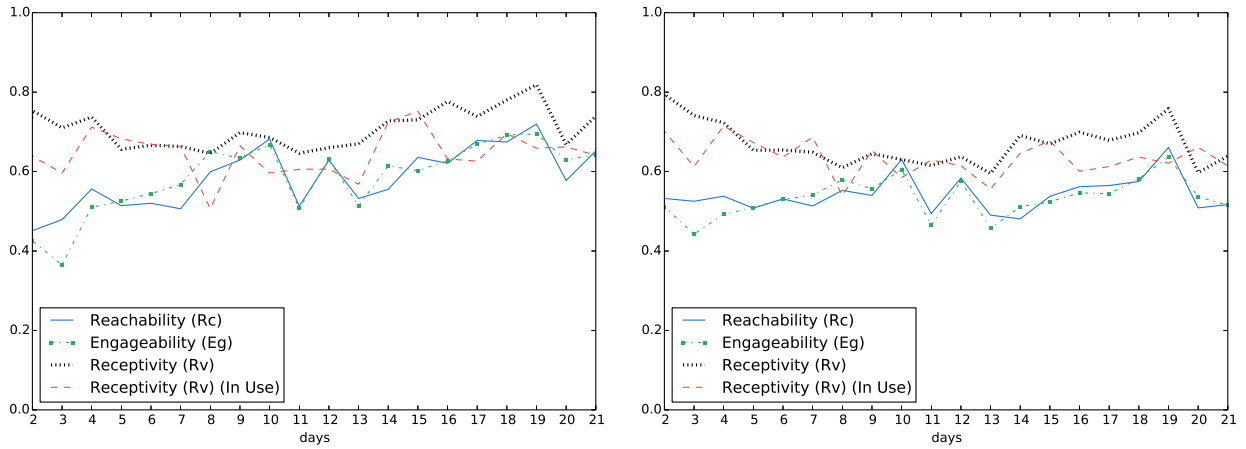 1.0
0.8
0.6
0.4
0.2
0.0
Reachability (Rc)
Engageability (Eg)
Receptivity (Rv)
Receptivity (Rv) (In Use)
2 3 4 5 6 7 8 9 10 11 12 13 14 15 16 17 18 19 20 21
days
1.0
0.8
0.6
0.4
0.2
0.0
Reachability (Rc)
Engageability (Eg)
Receptivity (Rv)
Receptivity (Rv) (In Use)
2 3 4 5 6 7 8 9 10 11 12 13 14 15 16 17 18 19 20 21
days